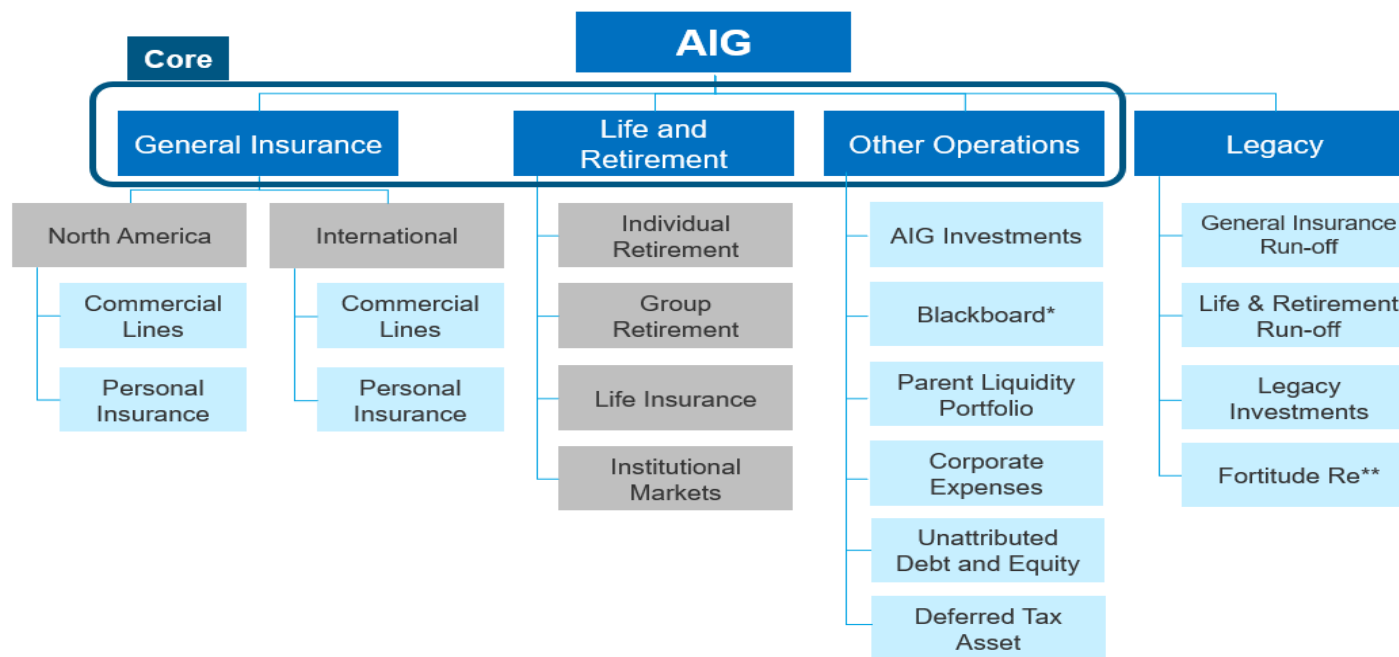 AIG
Core
General Insurance
Life and
Retirement
Other Operations
Legacy
North America
International
Commercial
Lines
Personal
Insurance
Commercial
Lines
Personal
Insurance
Individual
Retirement
Group
Retirement
Life Insurance
Institutional
Markets
AIG Investments
Blackboard*
Parent Liquidity
Portfolio
Corporate
Expenses
Unattributed
Debt and Equity
Deferred Tax
Asset
General Insurance
Run-off
Life & Retirement
Run-off
Legacy
Investments
Fortitude Re**